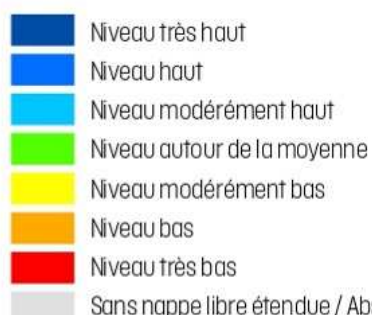 Niveau très haut
Niveau haut
Niveau modérément haut
Niveau autour de la moyenne
Niveau modérément bas
Niveau bas
Niveau très bas
Sans nappe libre étendue / Abs